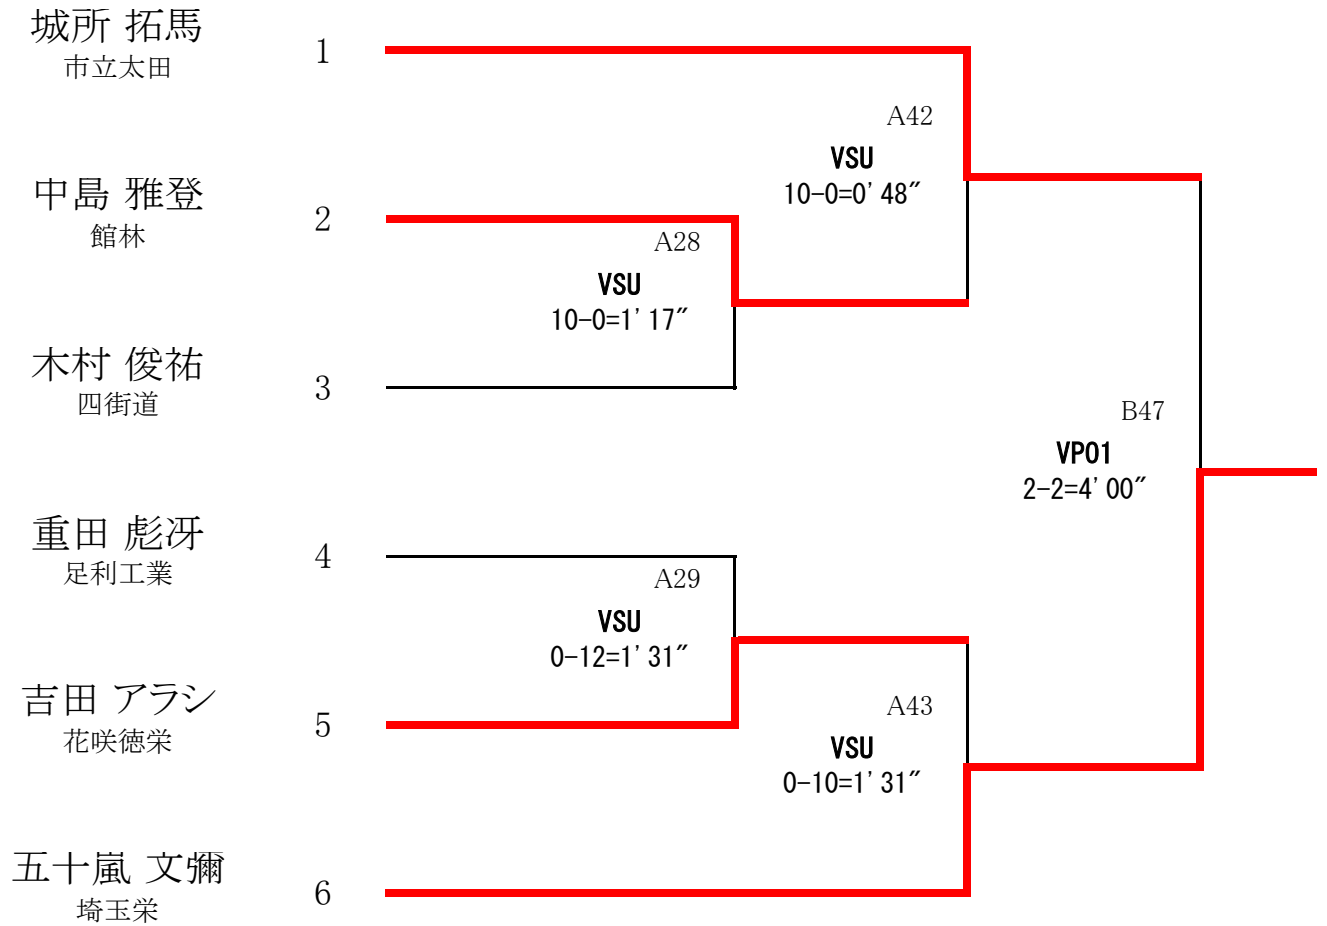 城所 拓馬
市立太田
1
A42
VSU
10-0=0'48"
中島 雅登
館林
2
A28
VSU
10-0=1'17"
木村 俊祐
四街道
3
B47
VPO1
2-2=4'00"
重田 彪冴
足利工業
4
A29
VSU
0-12=1'31"
吉田 アラシ
花咲徳栄
5
A43
VSU
0-10=1'31"
五十嵐 文彌
埼玉栄
6